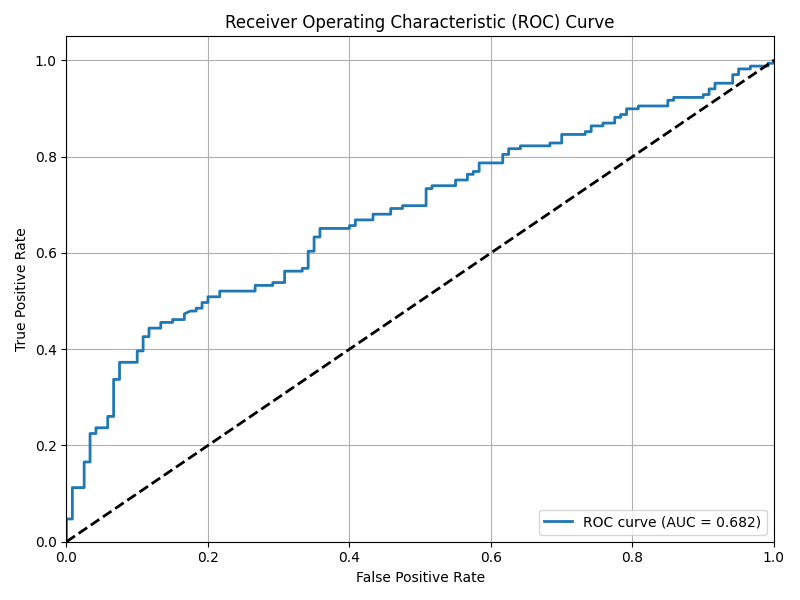 Receiver Operating Characteristic (ROC) Curve
1.0
0.8
0.6
0.4
0.2
0.0
True Positive Rate
ROC curve (AUC = 0.682)
0.0 0.2 0.4 0.6 0.8 1.0
False Positive Rate